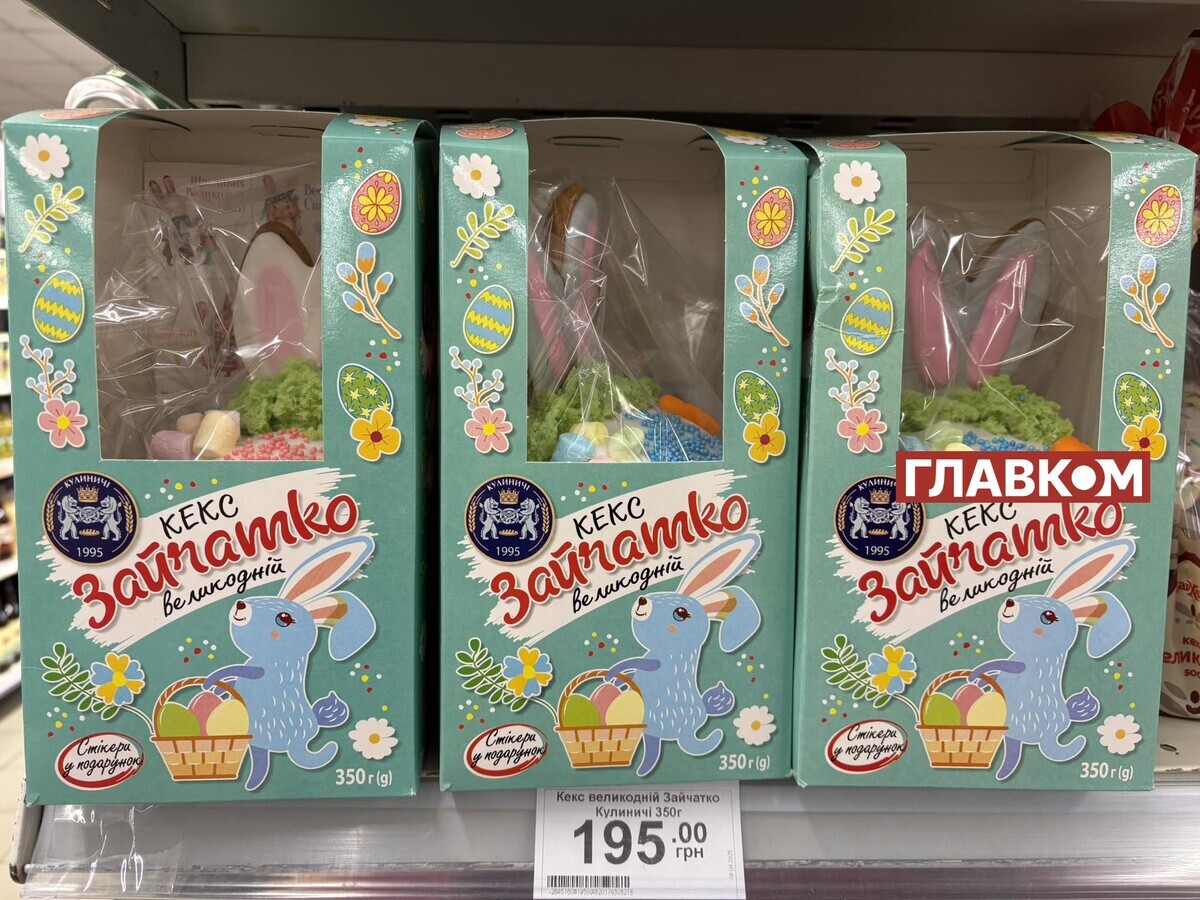 КУЛИНИЧІ
1995
КЕКС
Зайчатко
великодній
Стікери
у подарунок
350 г (g)
КУЛИНИЧІ
1995
КЕКС
Зайчатко
великодній
Стікери
у подарунок
350 г (g)
ГЛАВКОМ
КУЛИНИЧІ
1995
КЕКС
Зайчатко
великодній
Стікери
у подарунок
350 г (g)
Кекс великодній Зайчатко
Кулиничі 350г
195.00
грн